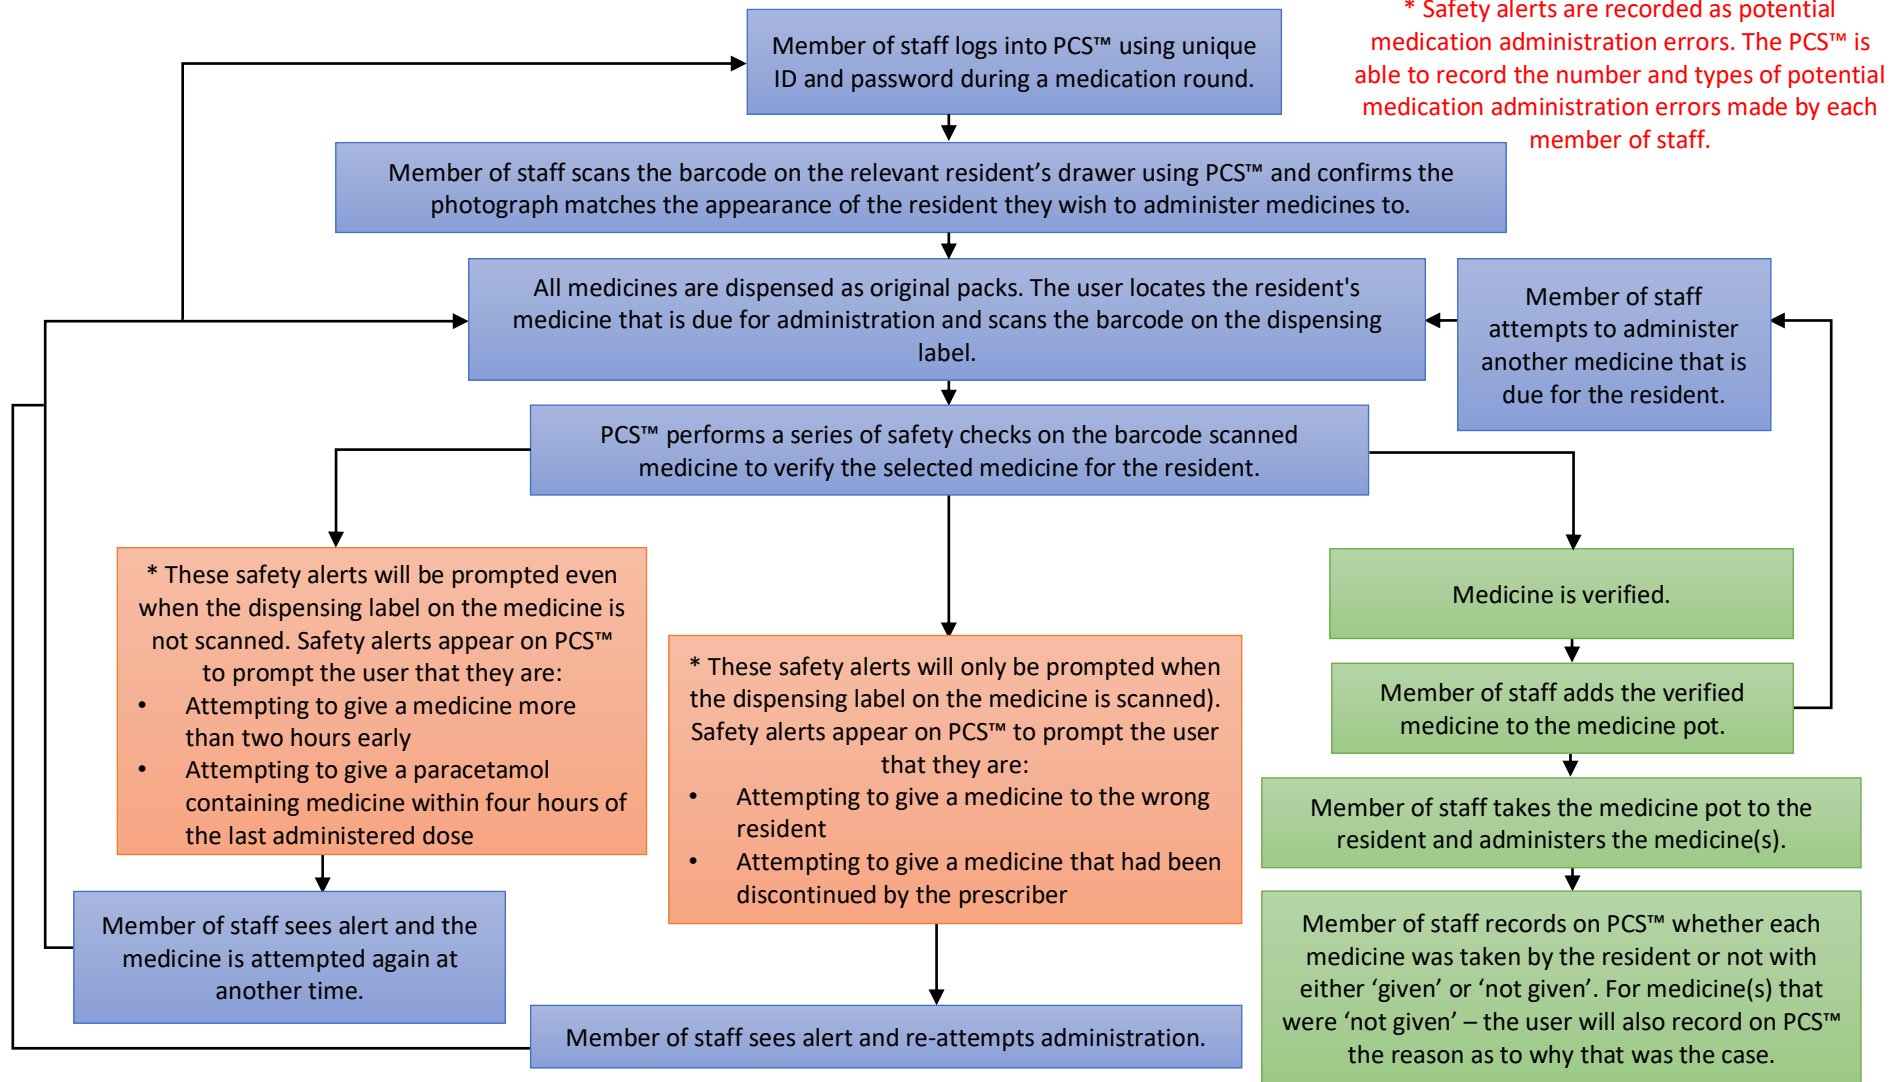 Member of staff logs into PCS™ using unique
ID and password during a medication round.
* Safety alerts are recorded as potential
medication administration errors. The PCS™ is
able to record the number and types of potential
medication administration errors made by each
member of staff.
Member of staff scans the barcode on the relevant resident’s drawer using PCS™ and confirms the
photograph matches the appearance of the resident they wish to administer medicines to.
All medicines are dispensed as original packs. The user locates the resident's
medicine that is due for administration and scans the barcode on the dispensing
label.
Member of staff
attempts to administer
another medicine that is
due for the resident.
PCS™ performs a series of safety checks on the barcode scanned
medicine to verify the selected medicine for the resident.
* These safety alerts will be prompted even
when the dispensing label on the medicine is
not scanned. Safety alerts appear on PCS™
to prompt the user that they are:
• Attempting to give a medicine more
than two hours early
• Attempting to give a paracetamol
containing medicine within four hours of
the last administered dose
Member of staff sees alert and the
medicine is attempted again at
another time.
* These safety alerts will only be prompted when
the dispensing label on the medicine is scanned).
Safety alerts appear on PCS™ to prompt the user
that they are:
• Attempting to give a medicine to the wrong
resident
• Attempting to give a medicine that had been
discontinued by the prescriber
Member of staff sees alert and re-attempts administration.
Medicine is verified.
Member of staff adds the verified
medicine to the medicine pot.
Member of staff takes the medicine pot to the
resident and administers the medicine(s).
Member of staff records on PCS™ whether each
medicine was taken by the resident or not with
either ‘given’ or ‘not given’. For medicine(s) that
were ‘not given’ – the user will also record on PCS™
the reason as to why that was the case.